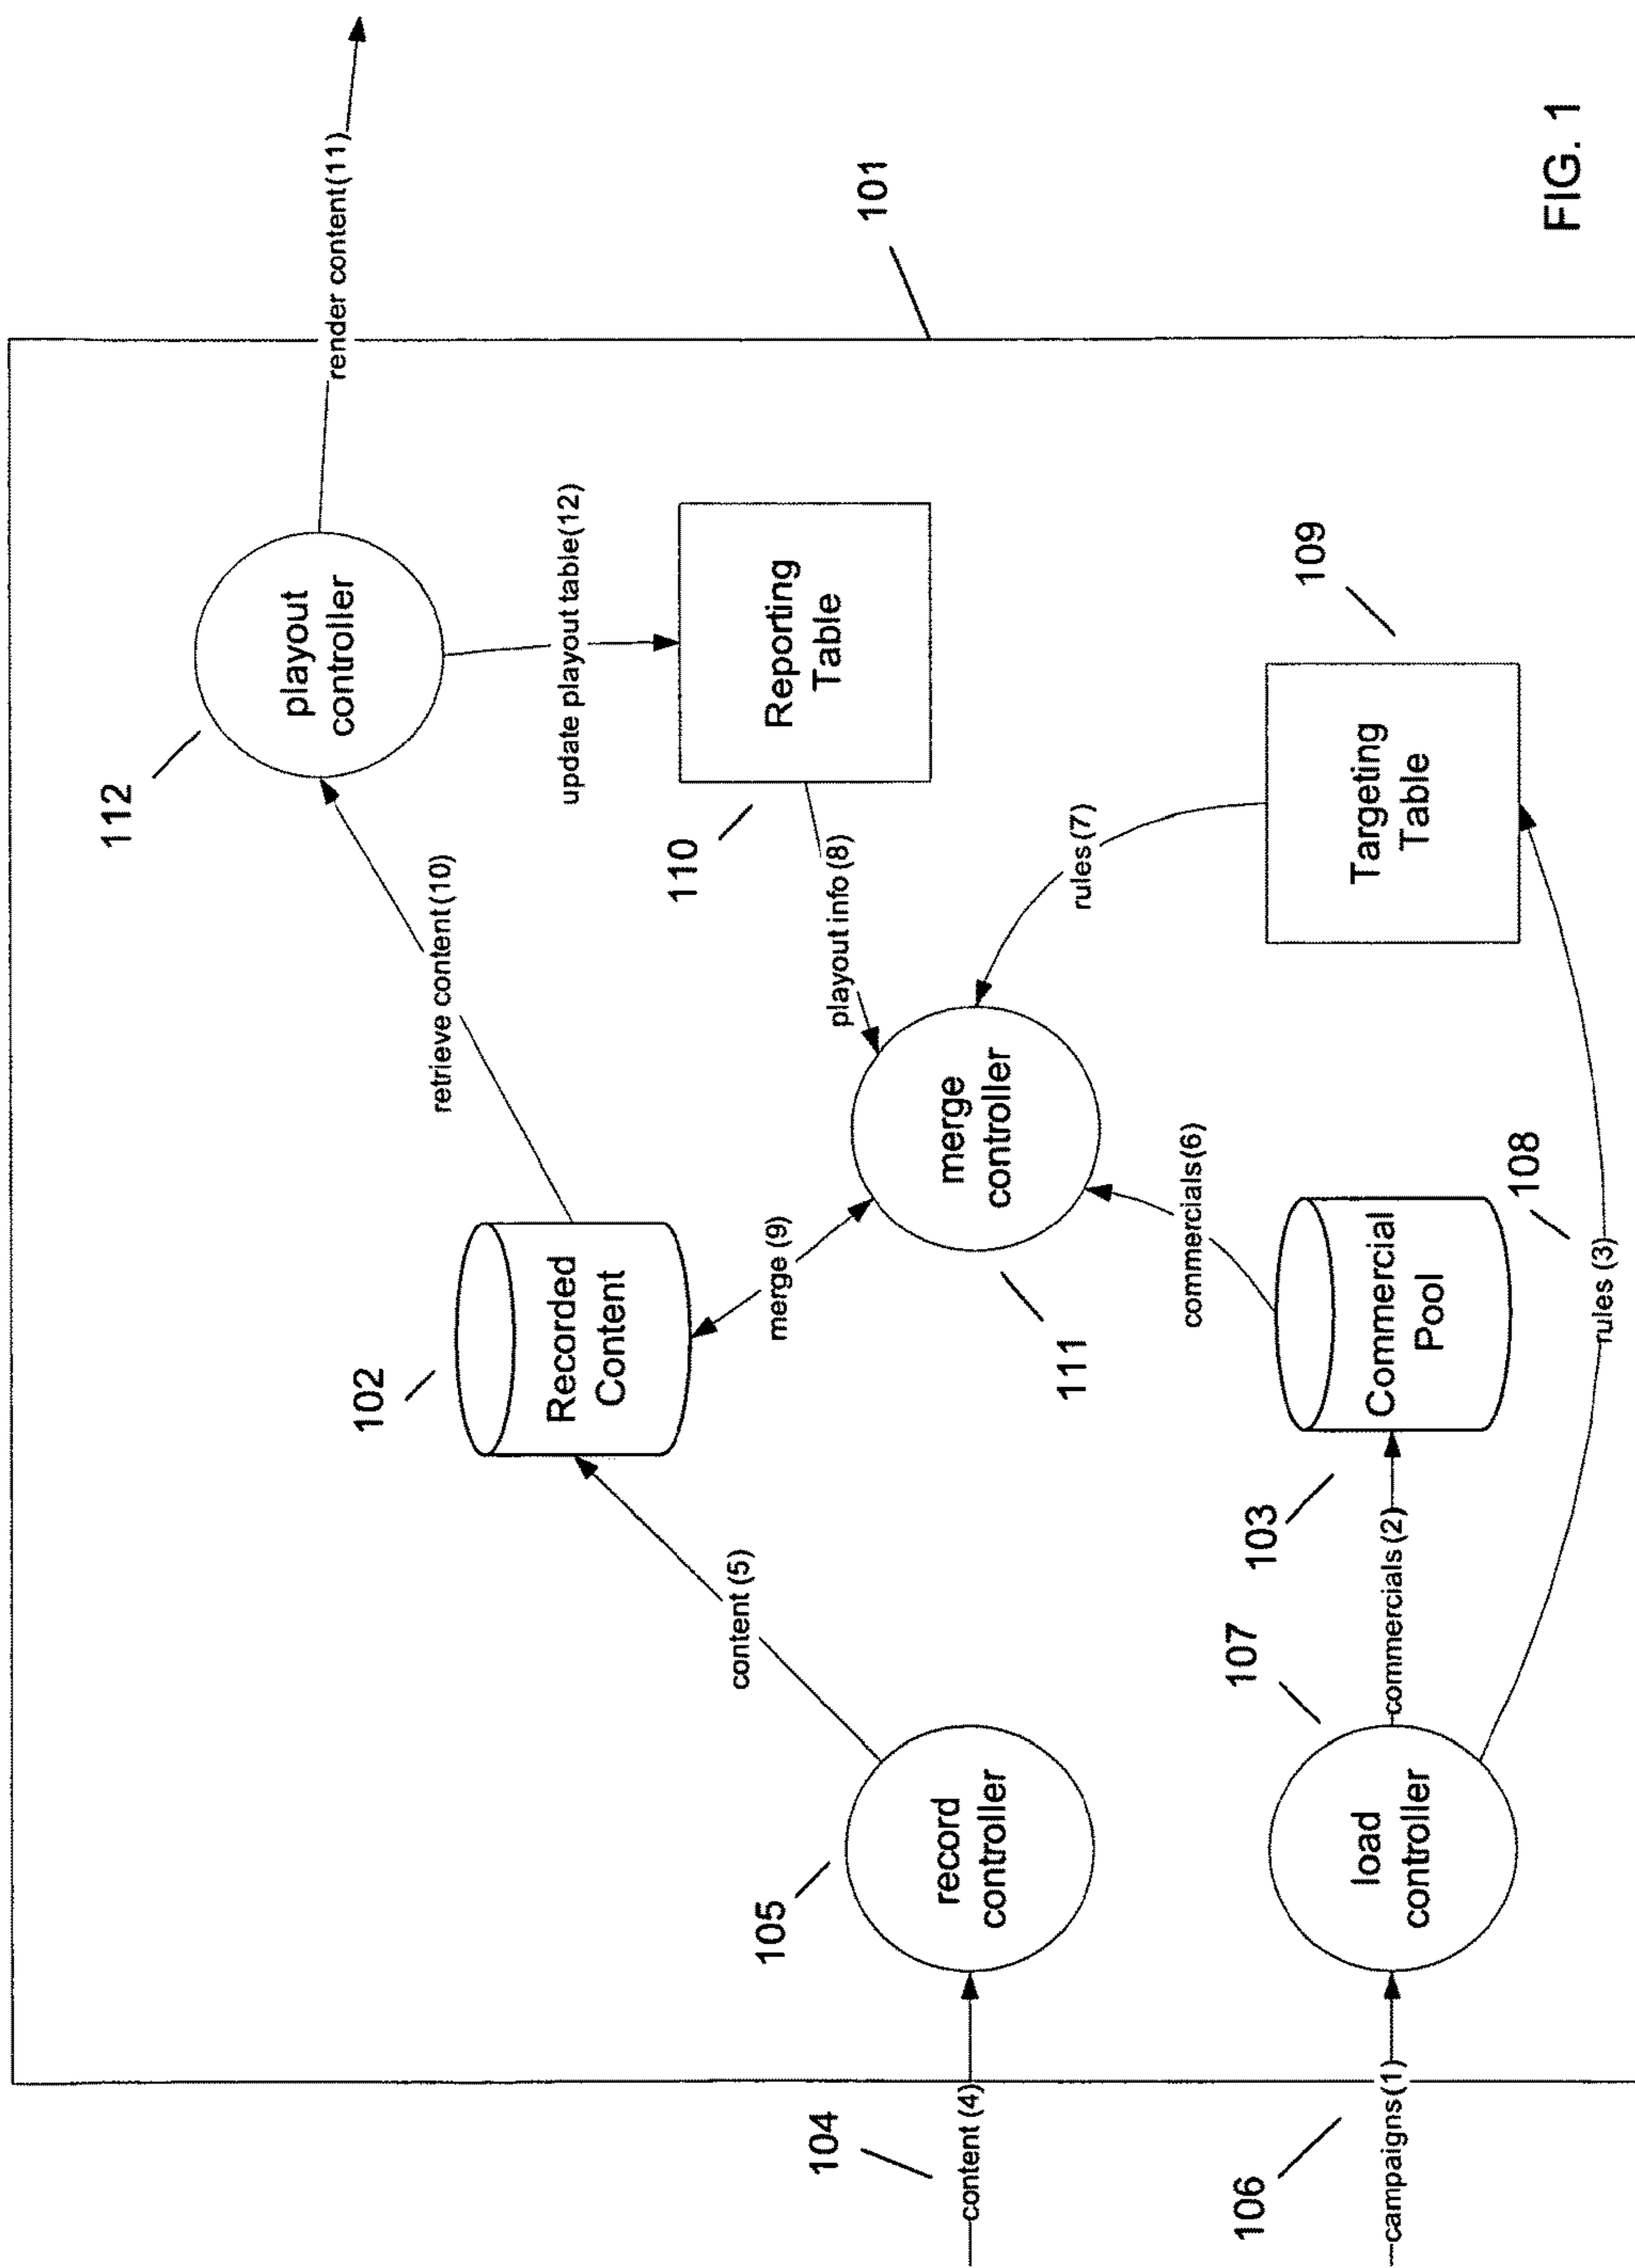 112
playout
controller
render content(11)
retrieve content(10)
update playout table(12)
102
Recorded
Content
110
Reporting
Table
101
content (5)
merge (9)
playout info (8)
104
content (4)
105
record
controller
111
merge
controller
rules (7)
109
Targeting
Table
commercials(6)
106
campaigns(1)
107
load
controller
commercials (2)
103
Commercial
Pool
108
rules (3)
FIG. 1